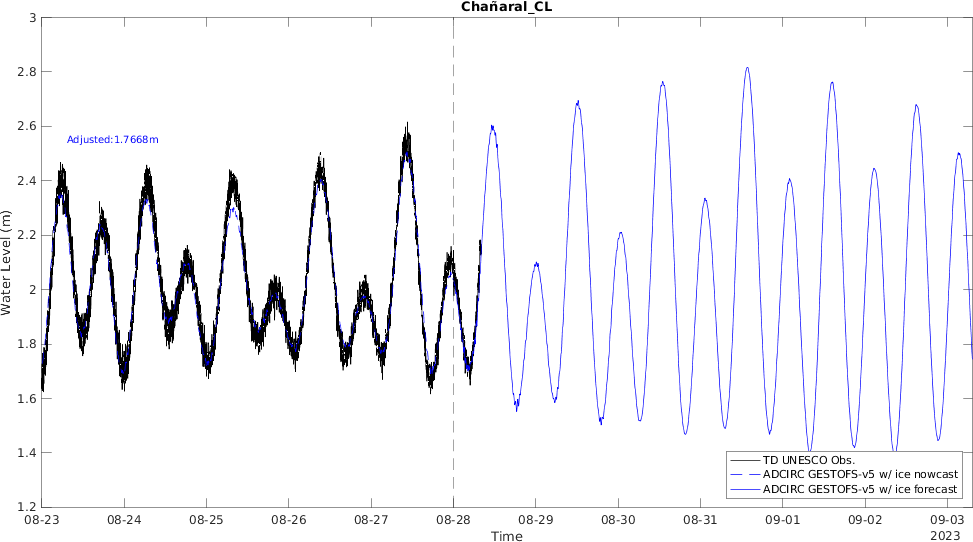 Chañaral_CL
3
2.8
2.6
2.4
2.2
2
1.8
1.6
1.4
1.2
Water Level (m)
Adjusted:1.7668m
TD UNESCO Obs.
ADCIRC GESTOFS-v5 w/ ice nowcast
ADCIRC GESTOFS-v5 w/ ice forecast
08-23 08-24 08-25 08-26 08-27 08-28 08-29 08-30 08-31 09-01 09-02 09-03
2023
Time